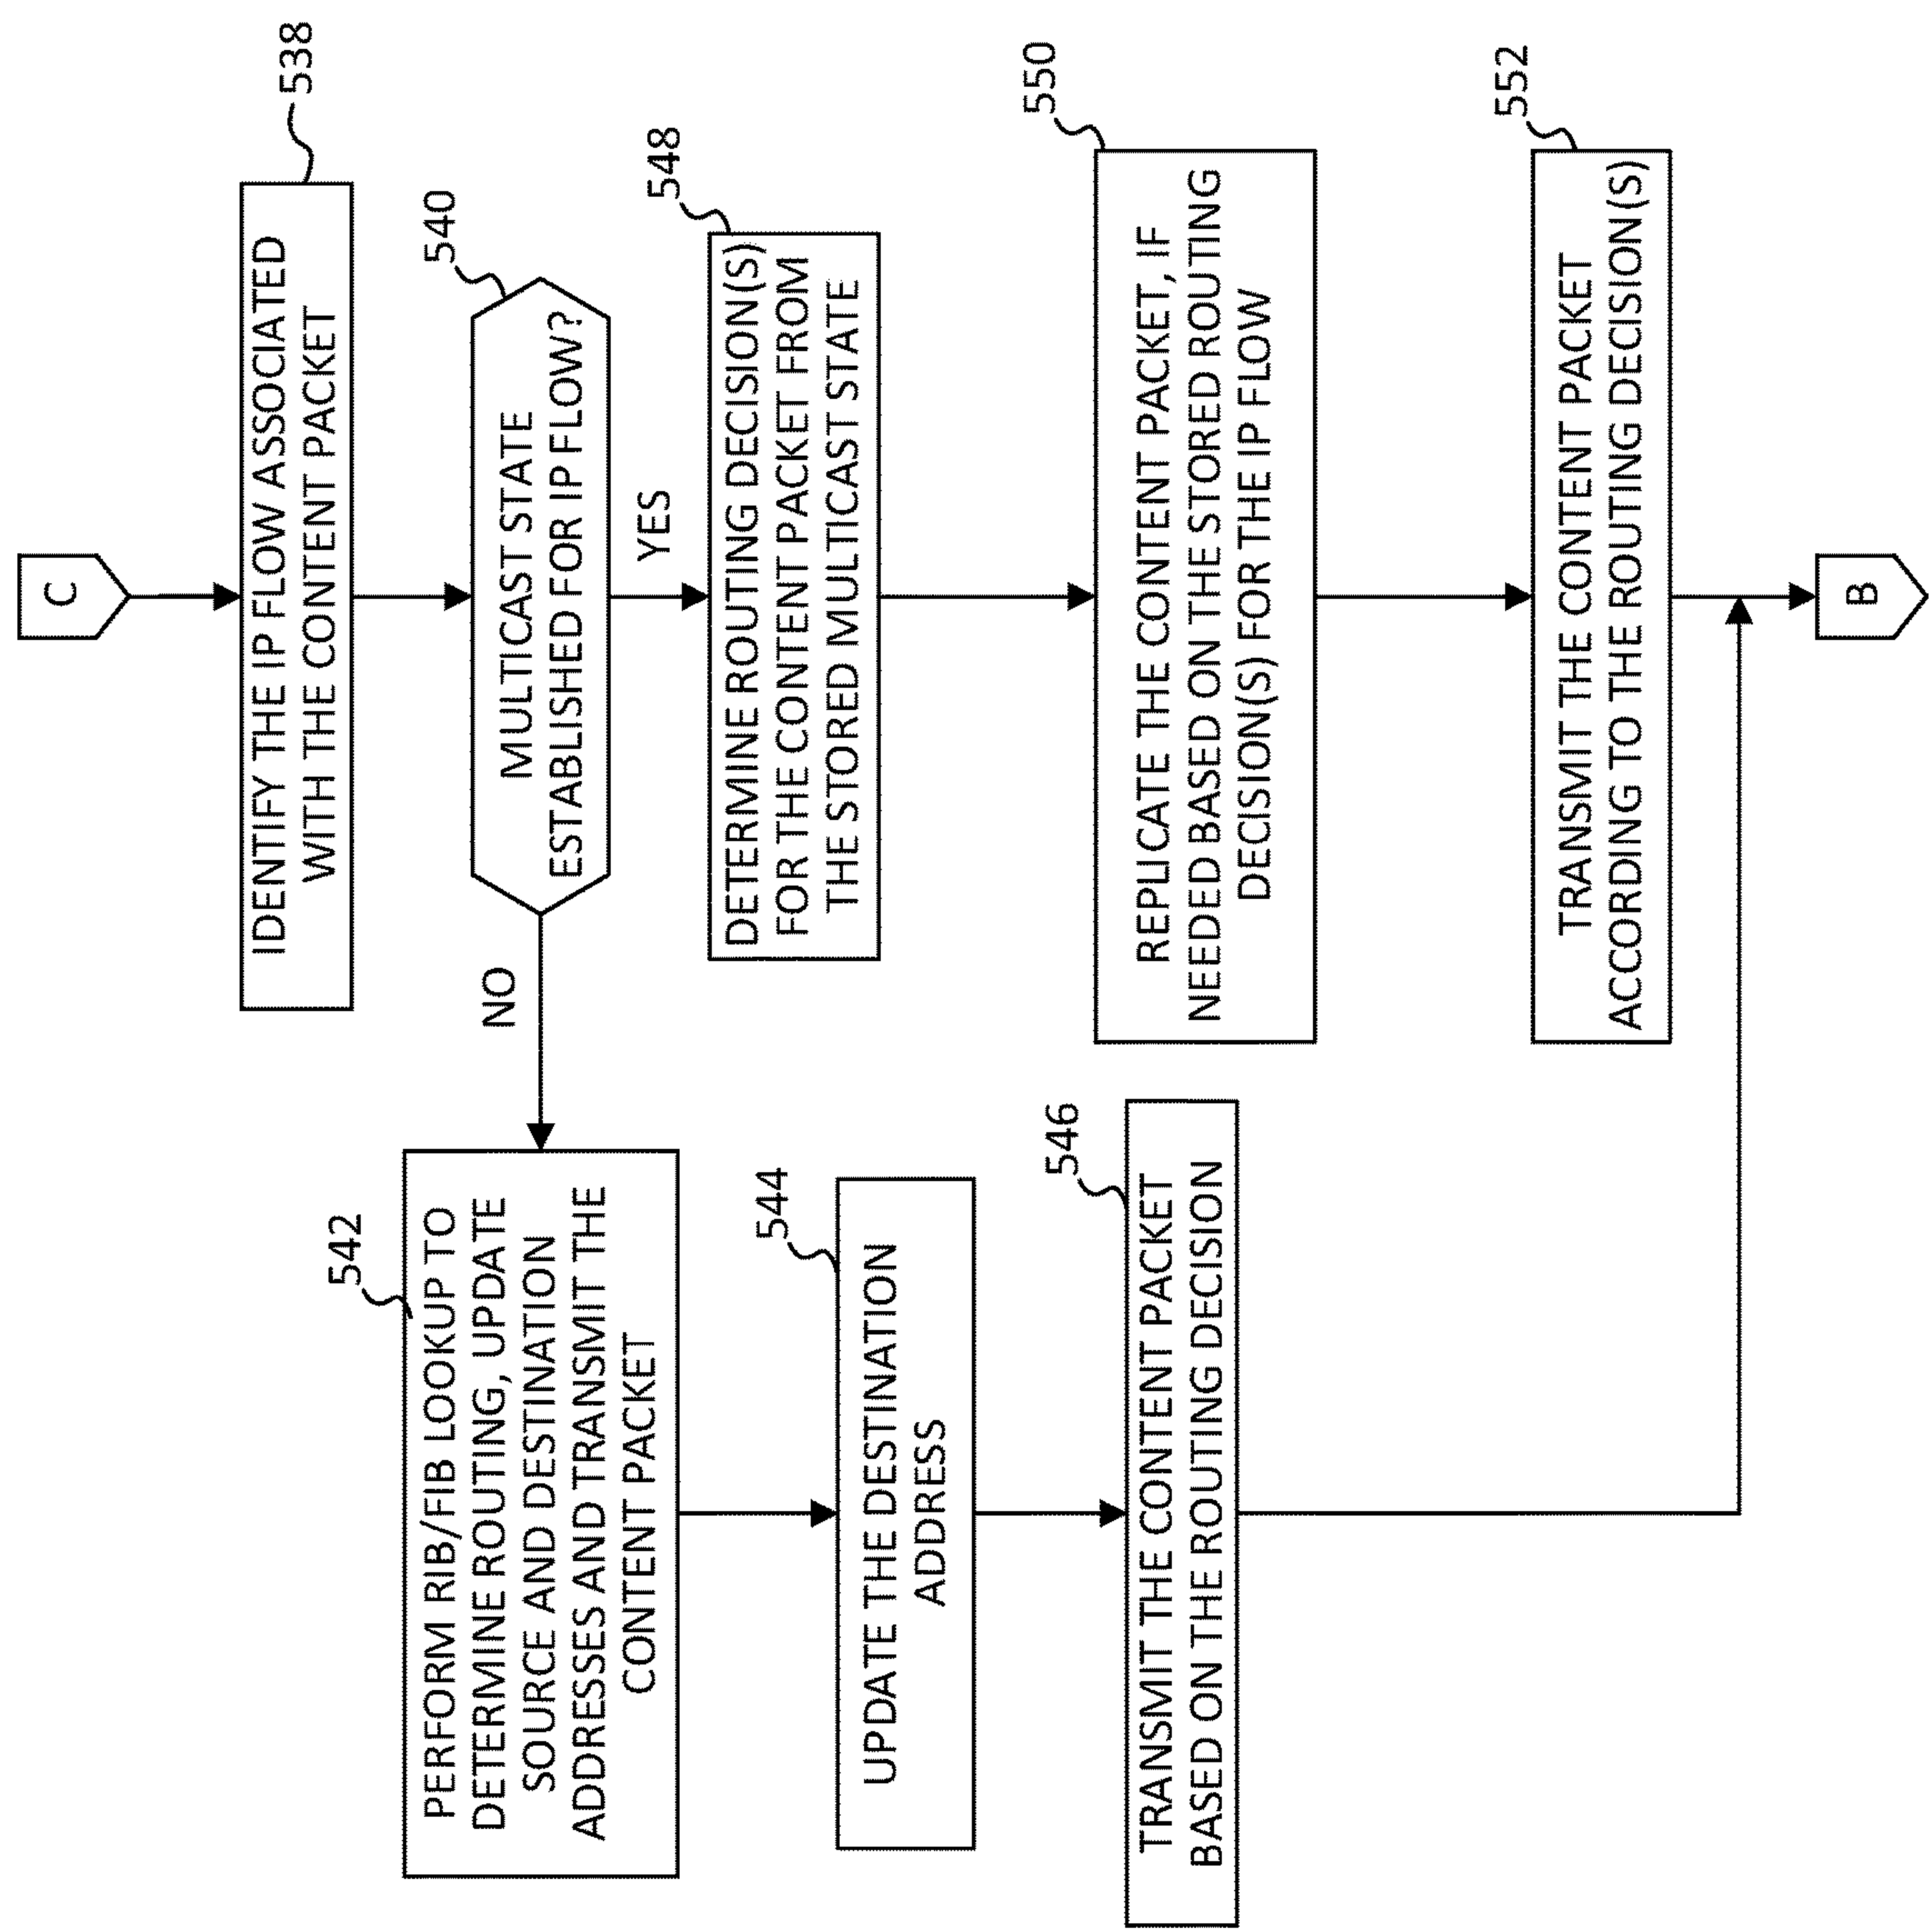 C
538
IDENTIFY THE IP FLOW ASSOCIATED
WITH THE CONTENT PACKET
540
MULTICAST STATE
ESTABLISHED FOR IP FLOW?
NO
YES
542
PERFORM RIB/FIB LOOKUP TO
DETERMINE ROUTING, UPDATE
SOURCE AND DESTINATION
ADDRESSES AND TRANSMIT THE
CONTENT PACKET
544
UPDATE THE DESTINATION
ADDRESS
546
TRANSMIT THE CONTENT PACKET
BASED ON THE ROUTING DECISION
548
DETERMINE ROUTING DECISION(S)
FOR THE CONTENT PACKET FROM
THE STORED MULTICAST STATE
550
REPLICATE THE CONTENT PACKET, IF
NEEDED BASED ON THE STORED ROUTING
DECISION(S) FOR THE IP FLOW
552
TRANSMIT THE CONTENT PACKET
ACCORDING TO THE ROUTING DECISION(S)
B